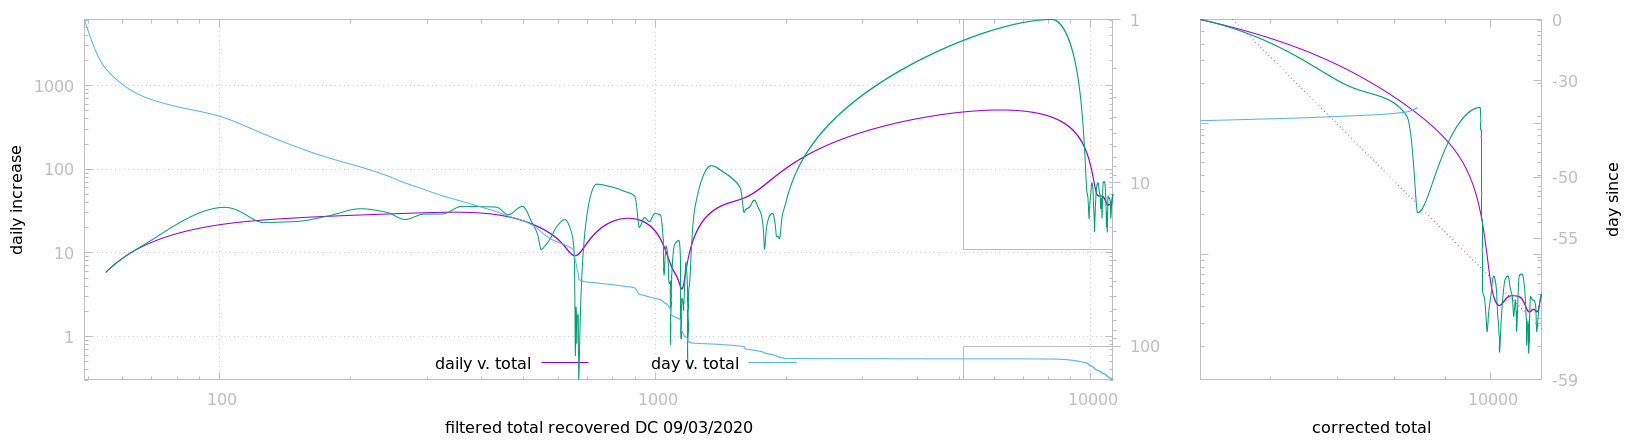 daily increase
1000
100
10
1
100
1000
10000
1
10
100
daily v. total
day v. total
filtered total recovered DC 09/03/2020
0
-30
-50
-55
-59
10000
day since
corrected total